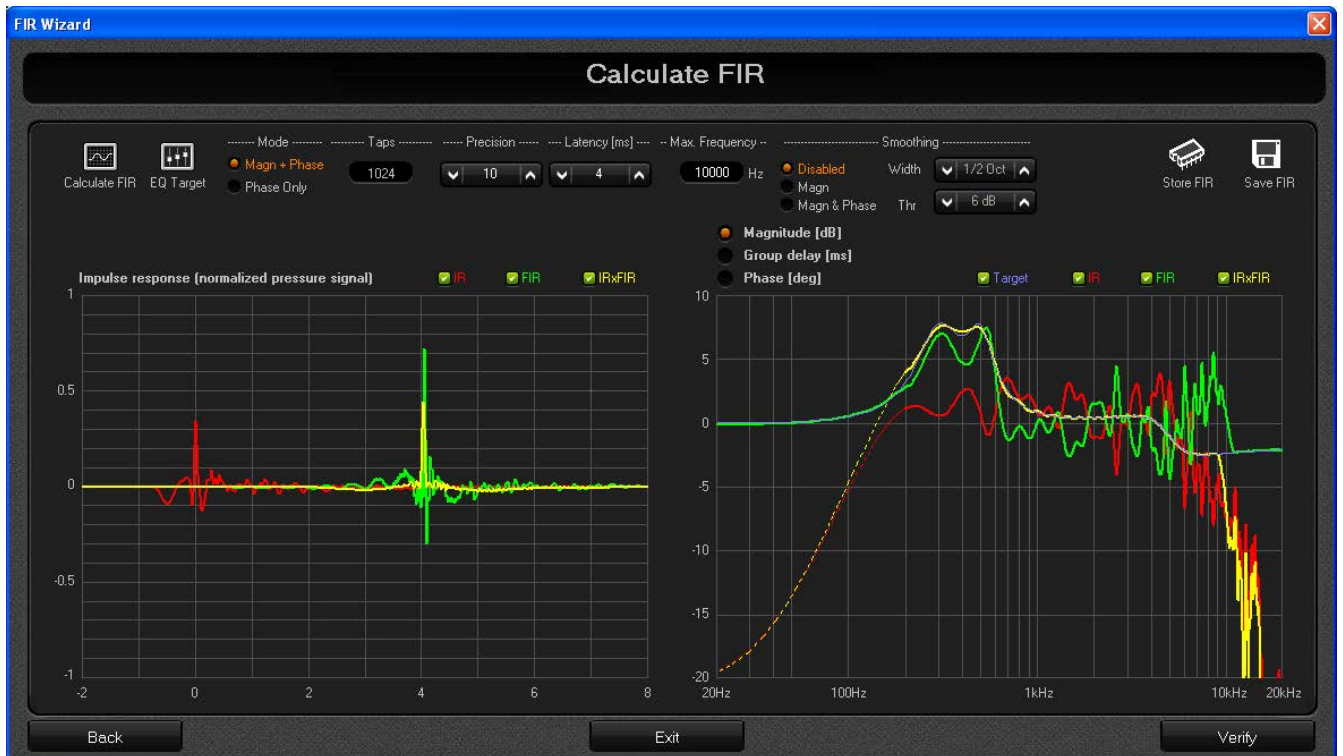 FIR Wizard
Calculate FIR
------- Mode -------- ------- Taps --------- ----- Precision ------ ---- Latency [ms] ---- -- Max. Frequency -- ------------------------- Smoothing -----------------------
Calculate FIR
EQ Target
Magn + Phase
Phase Only
1024
10
4
10000 Hz
Disabled
Magn
Magn & Phase
Width 1/2 Oct
Thr 6 dB
Store FIR
Save FIR
Magnitude [dB]
Group delay [ms]
Phase [deg]
Impulse response (normalized pressure signal)
IR FIR IRxFIR
Target IR FIR IRxFIR
1
0.5
0
-0.5
-1
-2 0 2 4 6 8
10
5
0
-5
-10
-15
-20
20Hz 100Hz 1kHz 10kHz 20kHz
Back Exit Verify